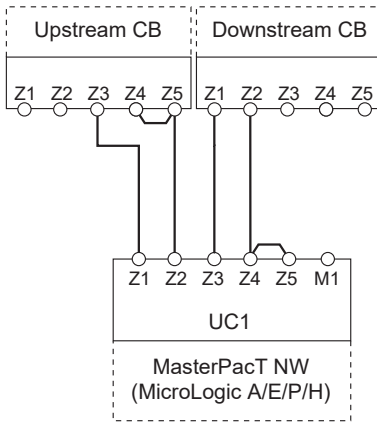 Upstream CB Downstream CB
Z1 Z2 Z3 Z4 Z5 Z1 Z2 Z3 Z4 Z5
Z1 Z2 Z3 Z4 Z5 M1
UC1
MasterPacT NW
(MicroLogic A/E/P/H)